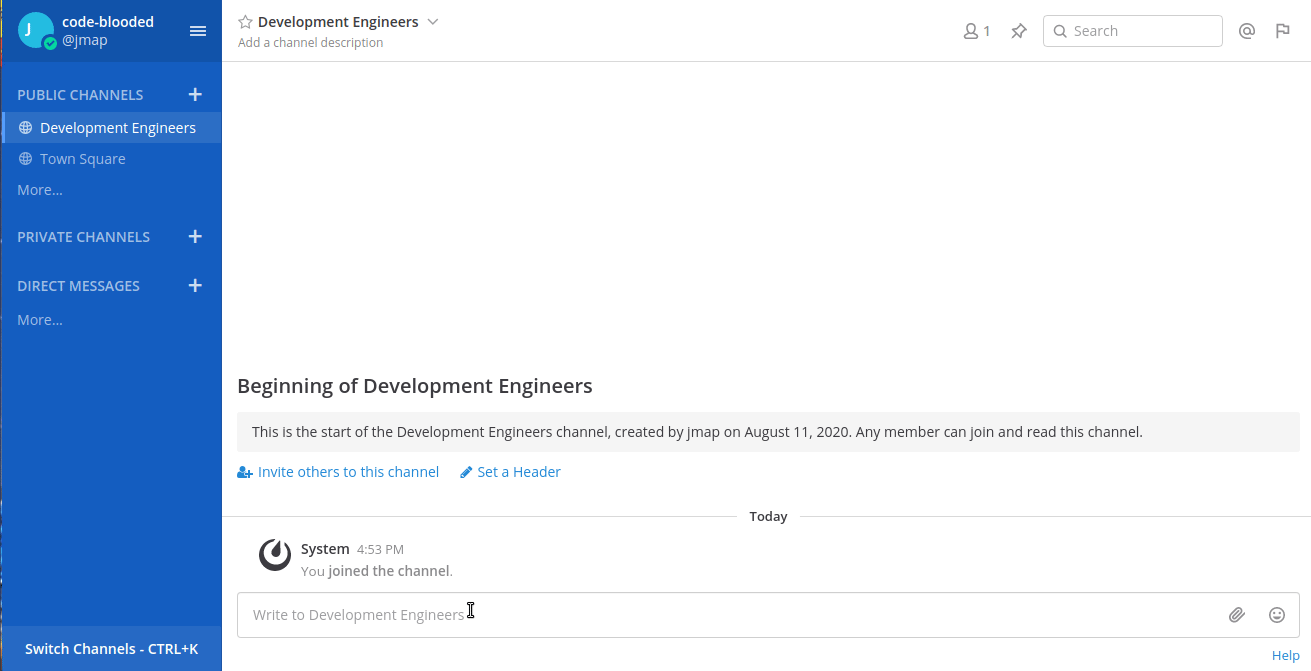 J
code-blooded
@jmap
PUBLIC CHANNELS
Development Engineers
Town Square
More...
PRIVATE CHANNELS
DIRECT MESSAGES
More...
Switch Channels - CTRL+K
Development Engineers
Add a channel description
1
Search
@
Beginning of Development Engineers
This is the start of the Development Engineers channel, created by jmap on August 11, 2020. Any member can join and read this channel.
Invite others to this channel Set a Header
Today
System 4:53 PM
You joined the channel.
Write to Development Engineers
Help